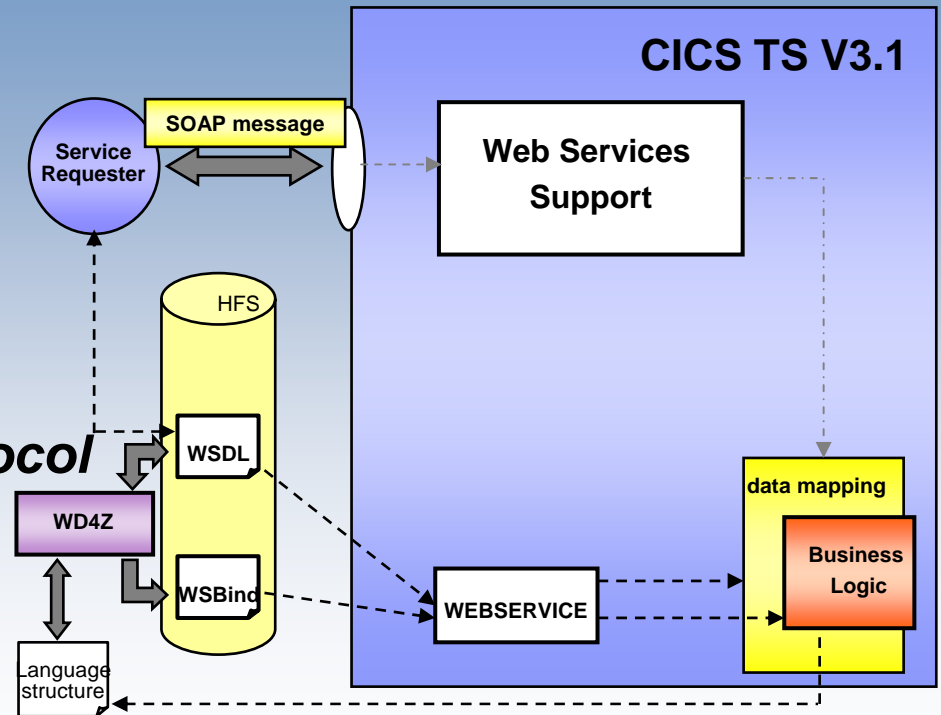 CICS TS V3.1
SOAP message
Service
Requester
Web Services
Support
HFS
ocol
WSDL
WD4Z
WSBind
data mapping
Business
Logic
WEBSERVICE
Language
structure